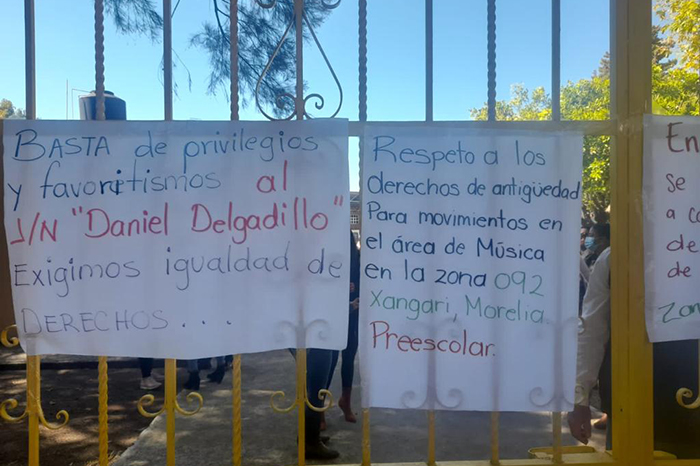 BASTA de privilegios
y favoritismos al
J/N "Daniel Delgadillo"
Exigimos igualdad de
DERECHOS...
Respeto a los
derechos de antigüedad
Para movimientos en
el área de Música
en la zona 092
Xangari, Morelia.
Preescolar.
En
se
a c
de
de
zon